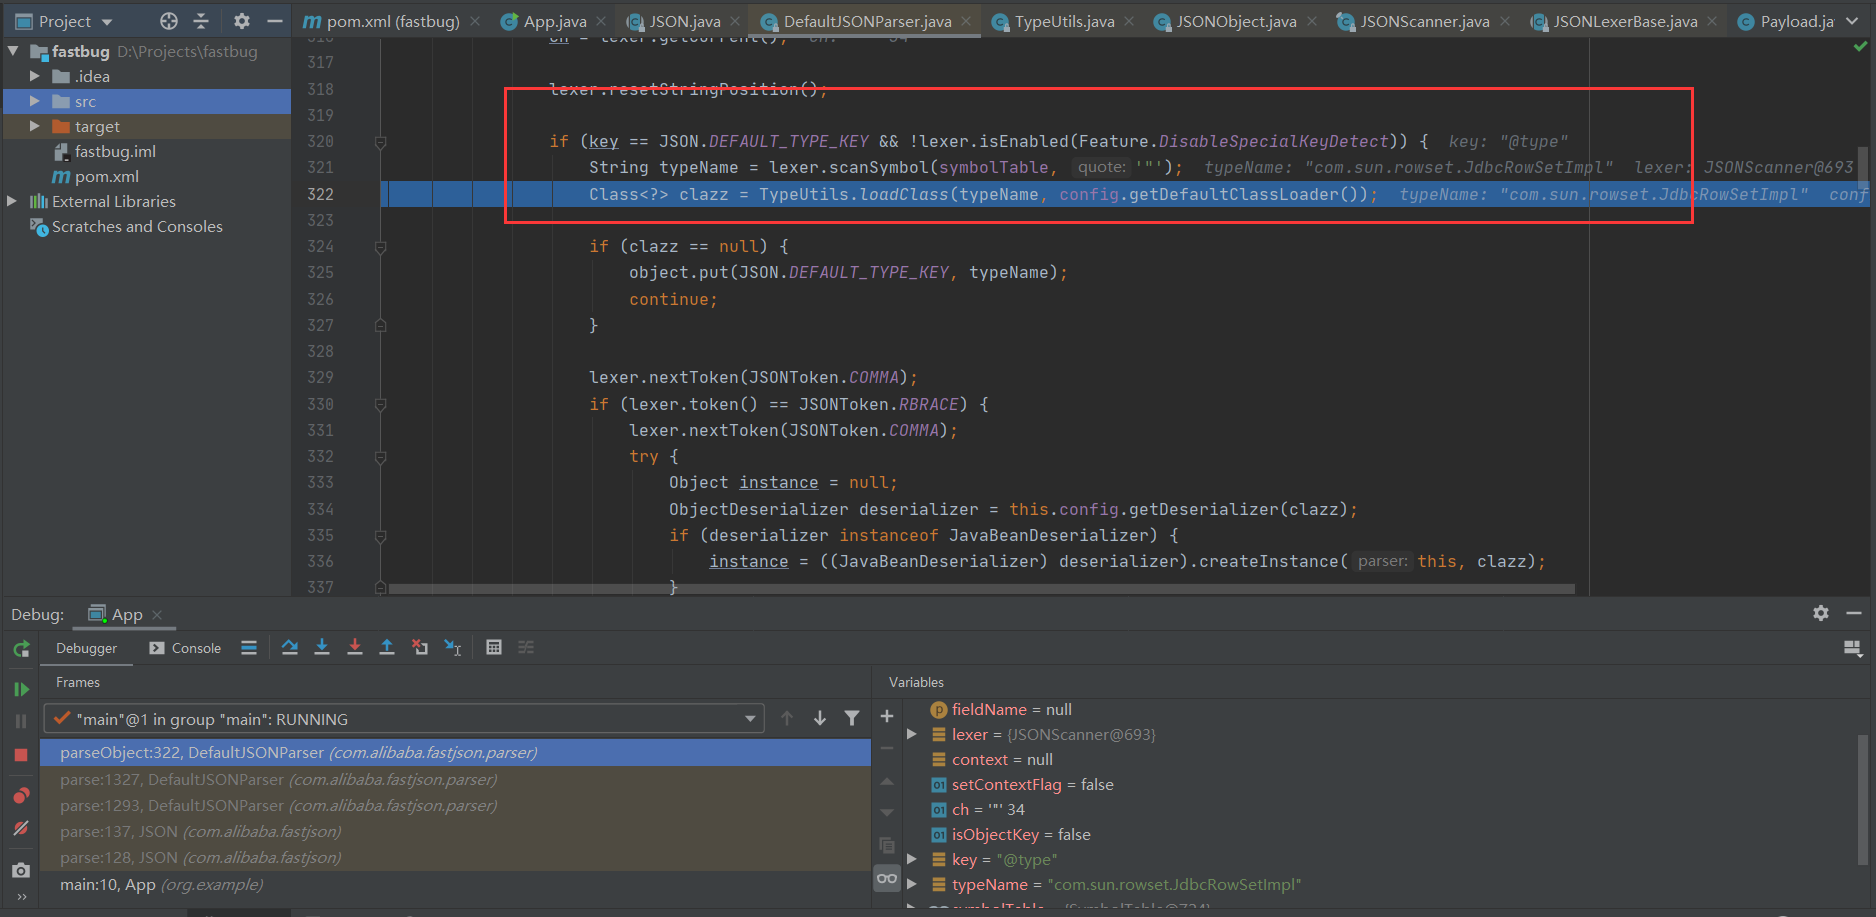 Project
pom.xml (fastbug)
App.java
JSON.java
DefaultJSONParser.java
TypeUtils.java
JSONObject.java
JSONScanner.java
JSONLexerBase.java
Payload.ja
fastbug D:\Projects\fastbug
.idea
src
target
fastbug.iml
pom.xml
External Libraries
Scratches and Consoles
317
318 lexer.resetStringPosition();
319
320 if (key == JSON.DEFAULT_TYPE_KEY && !lexer.isEnabled(Feature.DisableSpecialKeyDetect)) { key: "@type"
321 String typeName = lexer.scanSymbol(symbolTable, quote: '"'); typeName: "com.sun.rowset.JdbcRowSetImpl" lexer: JSONScanner@693
322 Class<?> clazz = TypeUtils.loadClass(typeName, config.getDefaultClassLoader()); typeName: "com.sun.rowset.JdbcRowSetImpl" conf
323
324 if (clazz == null) {
325 object.put(JSON.DEFAULT_TYPE_KEY, typeName);
326 continue;
327 }
328
329 lexer.nextToken(JSONToken.COMMA);
330 if (lexer.token() == JSONToken.RBRACE) {
331 lexer.nextToken(JSONToken.COMMA);
332 try {
333 Object instance = null;
334 ObjectDeserializer deserializer = this.config.getDeserializer(clazz);
335 if (deserializer instanceof JavaBeanDeserializer) {
336 instance = ((JavaBeanDeserializer) deserializer).createInstance( parser: this, clazz);
337 }
Debug: App
Debugger Console
Frames
"main"@1 in group "main": RUNNING
parseObject:322, DefaultJSONParser (com.alibaba.fastjson.parser)
parse:1327, DefaultJSONParser (com.alibaba.fastjson.parser)
parse:1293, DefaultJSONParser (com.alibaba.fastjson.parser)
parse:137, JSON (com.alibaba.fastjson)
parse:128, JSON (com.alibaba.fastjson)
main:10, App (org.example)
Variables
fieldName = null
lexer = {JSONScanner@693}
context = null
setContextFlag = false
ch = '"' 34
isObjectKey = false
key = "@type"
typeName = "com.sun.rowset.JdbcRowSetImpl"